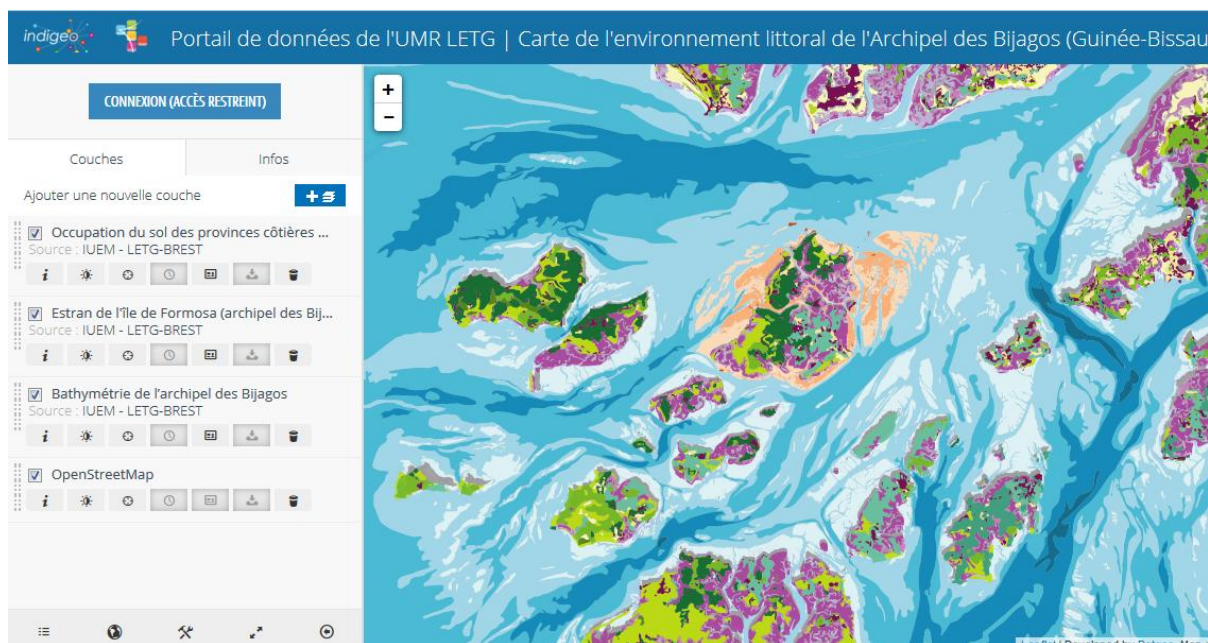 indigeo
Portail de données de l'UMR LETG | Carte de l'environnement littoral de l'Archipel des Bijagos (Guinée-Bissau
CONNEXION (ACCÈS RESTREINT)
+
−
Couches
Infos
Ajouter une nouvelle couche
Occupation du sol des provinces côtières ...
Source : IUEM - LETG-BREST
Estran de l'île de Formosa (archipel des Bij...
Source : IUEM - LETG-BREST
Bathymétrie de l'archipel des Bijagos
Source : IUEM - LETG-BREST
OpenStreetMap